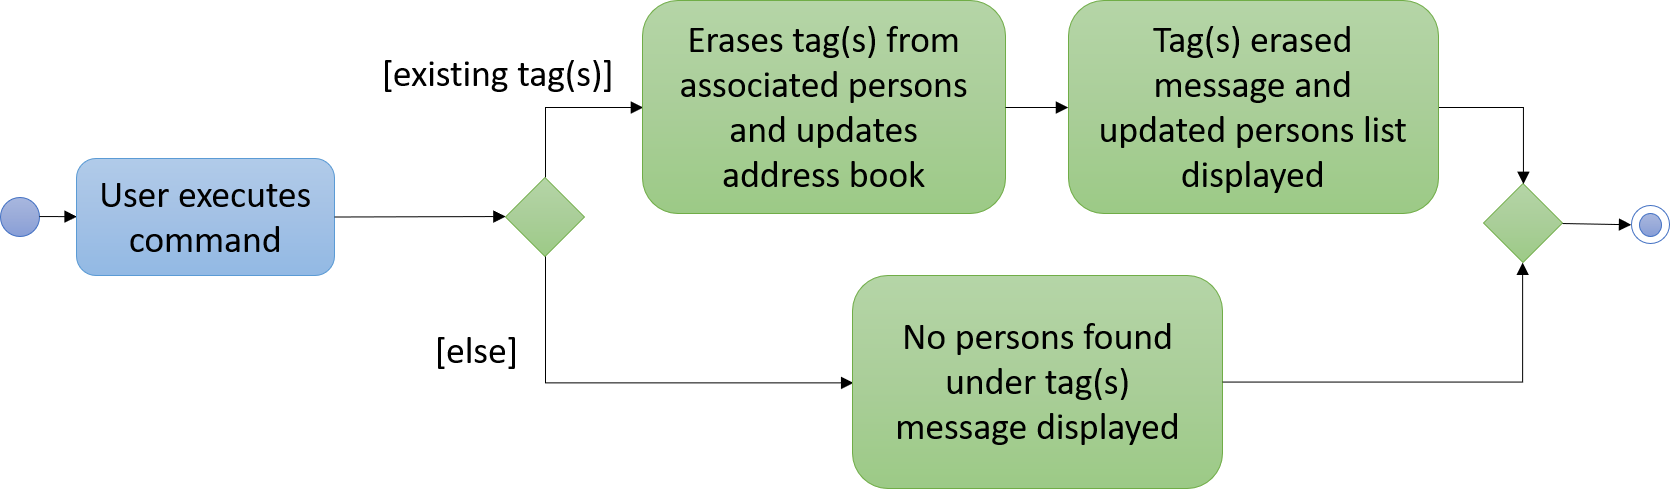 [existing tag(s)]
Erases tag(s) from
associated persons
and updates
address book
Tag(s) erased
message and
updated persons list
displayed
User executes
command
[else]
No persons found
under tag(s)
message displayed